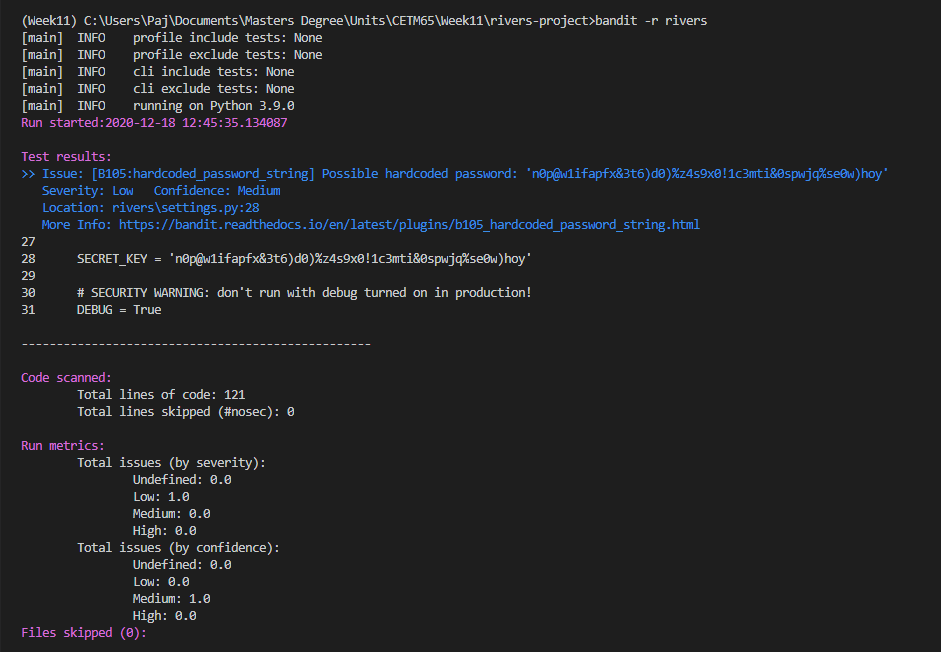 (Week11) C:\Users\Paj\Documents\Masters Degree\Units\CETM65\Week11\rivers-project>bandit -r rivers
[main]  INFO    profile include tests: None
[main]  INFO    profile exclude tests: None
[main]  INFO    cli include tests: None
[main]  INFO    cli exclude tests: None
[main]  INFO    running on Python 3.9.0
Run started:2020-12-18 12:45:35.134087

Test results:
>> Issue: [B105:hardcoded_password_string] Possible hardcoded password: 'n0p@w1ifapfx&3t6)d0)%z4s9x0!1c3mti&0spwjq%se0w)hoy'
   Severity: Low   Confidence: Medium
   Location: rivers\settings.py:28
   More Info: https://bandit.readthedocs.io/en/latest/plugins/b105_hardcoded_password_string.html
27
28      SECRET_KEY = 'n0p@w1ifapfx&3t6)d0)%z4s9x0!1c3mti&0spwjq%se0w)hoy'
29
30      # SECURITY WARNING: don't run with debug turned on in production!
31      DEBUG = True

--------------------------------------------------

Code scanned:
        Total lines of code: 121
        Total lines skipped (#nosec): 0

Run metrics:
        Total issues (by severity):
                Undefined: 0.0
                Low: 1.0
                Medium: 0.0
                High: 0.0
        Total issues (by confidence):
                Undefined: 0.0
                Low: 0.0
                Medium: 1.0
                High: 0.0
Files skipped (0):